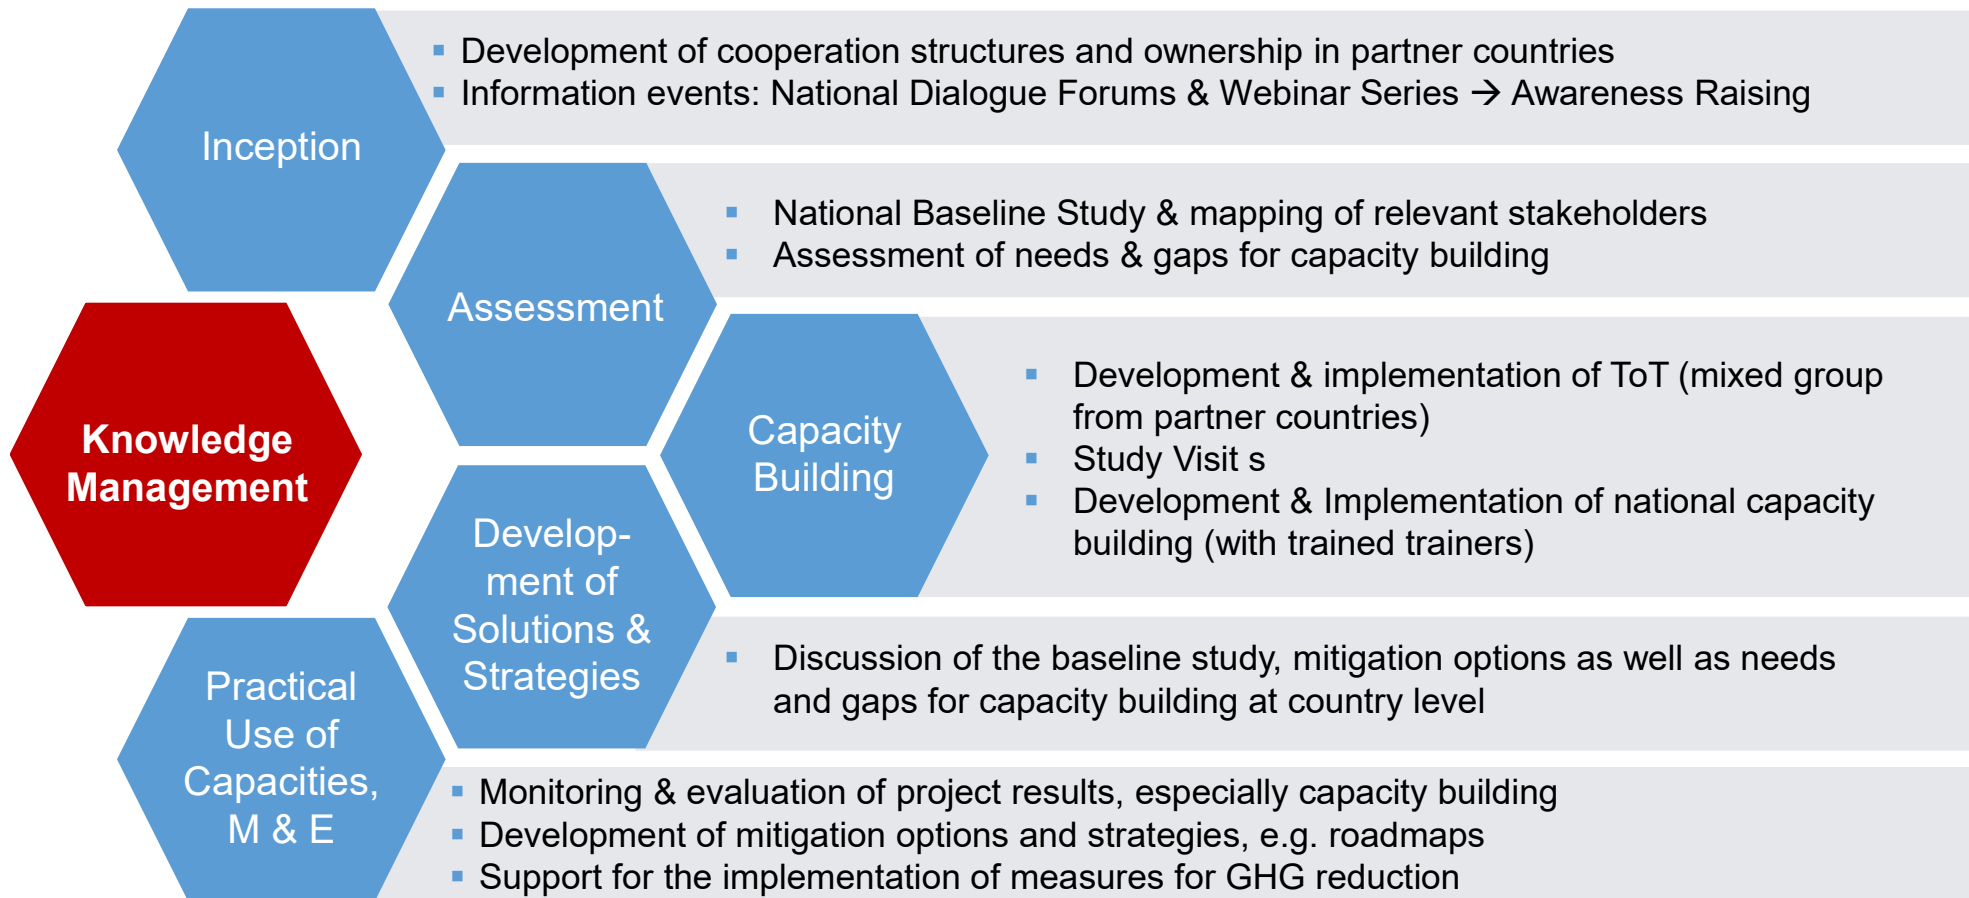 Inception
▪ Development of cooperation structures and ownership in partner countries
▪ Information events: National Dialogue Forums & Webinar Series → Awareness Raising
Assessment
▪ National Baseline Study & mapping of relevant stakeholders
▪ Assessment of needs & gaps for capacity building
Knowledge
Management
Capacity
Building
▪ Development & implementation of ToT (mixed group
from partner countries)
▪ Study Visit s
▪ Development & Implementation of national capacity
building (with trained trainers)
Develop-
ment of
Solutions &
Strategies
▪ Discussion of the baseline study, mitigation options as well as needs
and gaps for capacity building at country level
Practical
Use of
Capacities,
M & E
▪ Monitoring & evaluation of project results, especially capacity building
▪ Development of mitigation options and strategies, e.g. roadmaps
▪ Support for the implementation of measures for GHG reduction